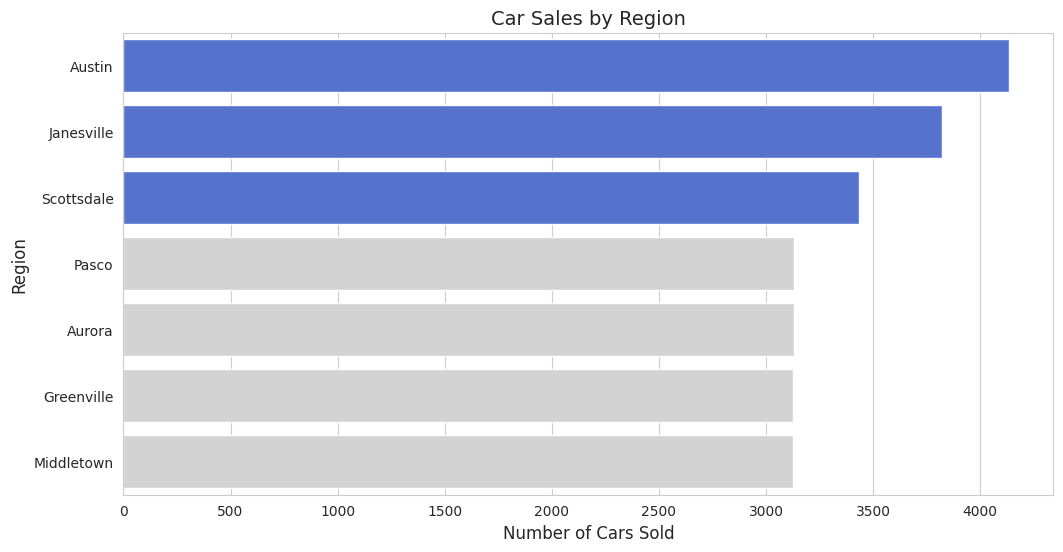 Car Sales by Region
Region
Austin
Janesville
Scottsdale
Pasco
Aurora
Greenville
Middletown
0 500 1000 1500 2000 2500 3000 3500 4000
Number of Cars Sold